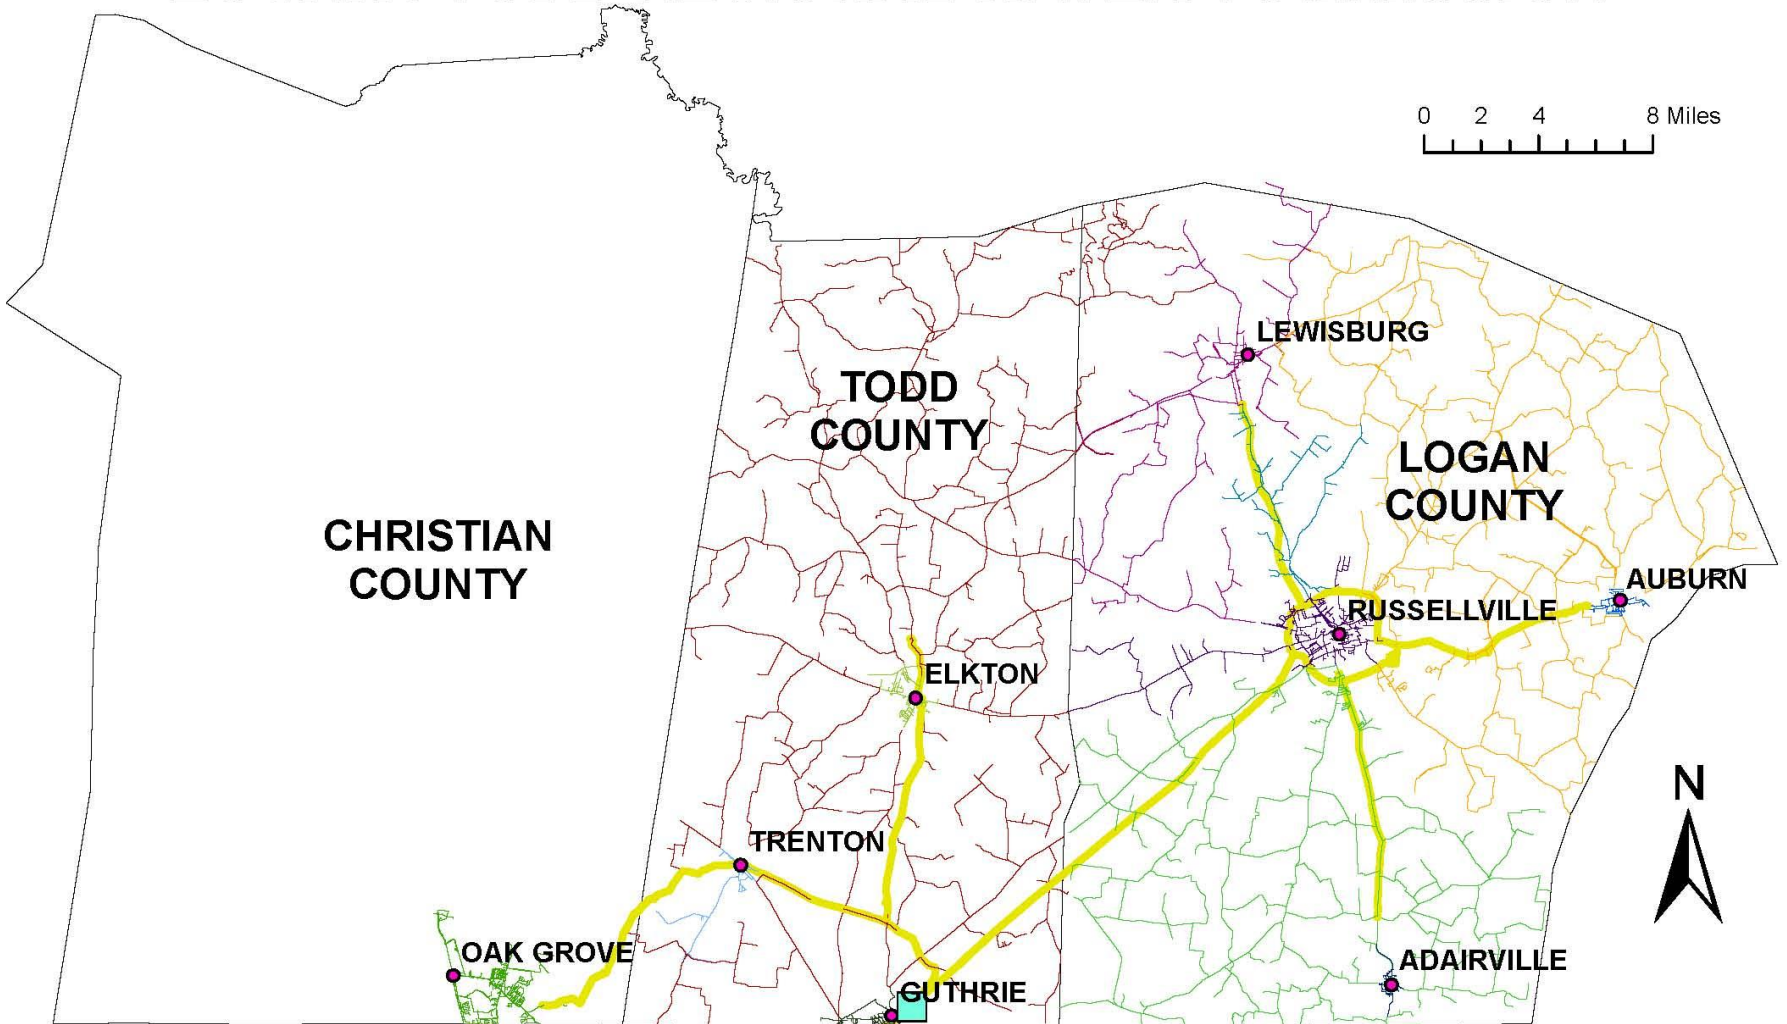 0 2 4 8 Miles
LEWISBURG
TODD
COUNTY
LOGAN
COUNTY
CHRISTIAN
COUNTY
AUBURN
RUSSELLVILLE
ELKTON
N
TRENTON
OAK GROVE
ADAIRVILLE
GUTHRIE